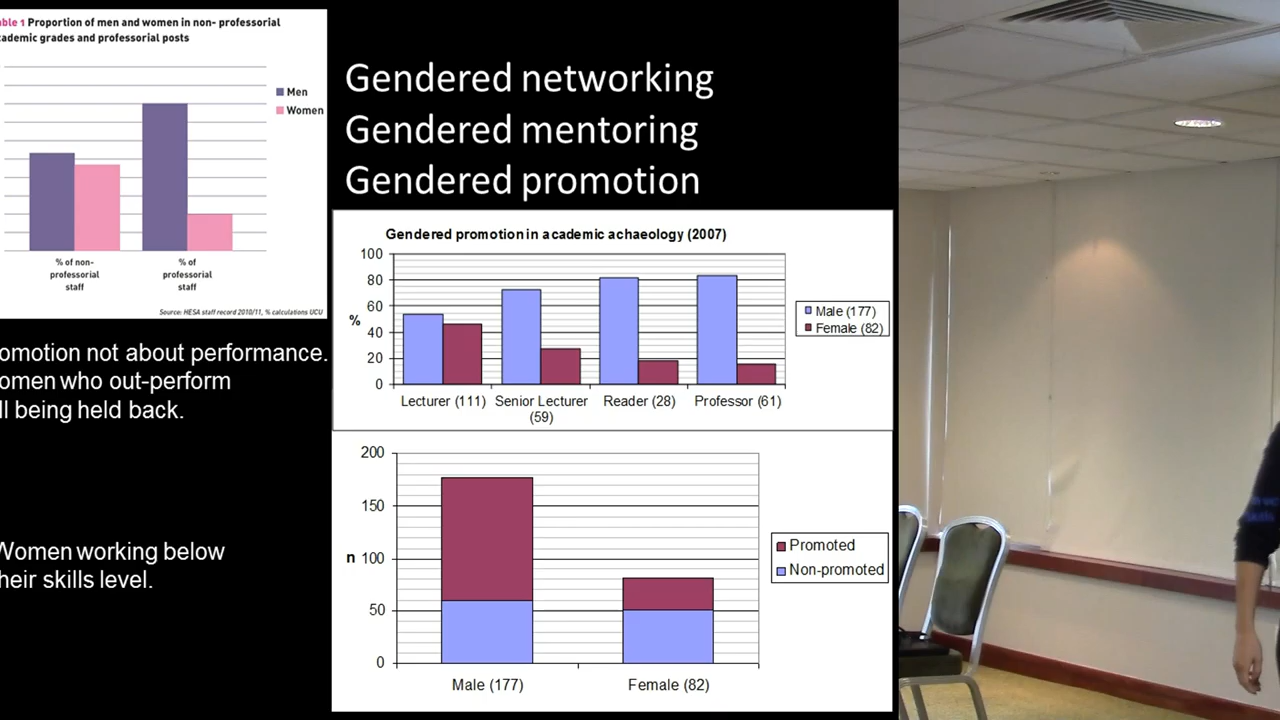 ble 1 Proportion of men and women in non- professorial
cademic grades and professorial posts
Men
Women
% of non-
professorial
staff
% of
professorial
staff
Source: HESA staff record 2010/11, % calculations UCU
omotion not about performance.
omen who out-perform
ll being held back.
Women working below
heir skills level.
Gendered networking
Gendered mentoring
Gendered promotion
Gendered promotion in academic achaeology (2007)
100
80
60
40
20
0
%
Male (177)
Female (82)
Lecturer (111) Senior Lecturer Reader (28) Professor (61)
(59)
200
150
n 100
50
0
Promoted
Non-promoted
Male (177) Female (82)